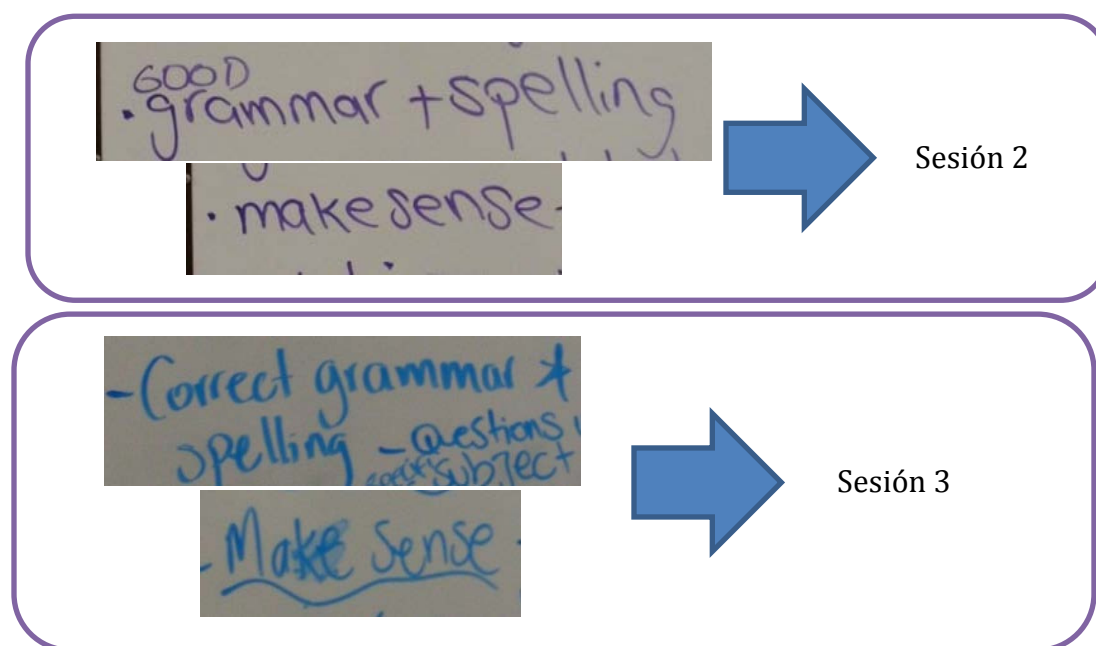 GOOD
· grammar + spelling
· make sense
Sesión 2
- Correct grammar *
spelling - Questions
subject
- Make Sense
Sesión 3